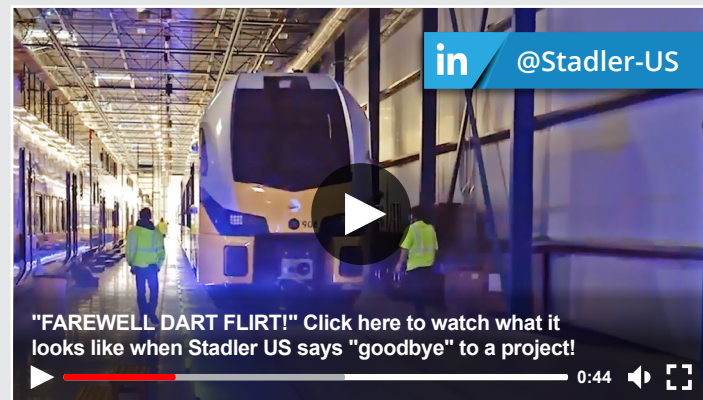 in @Stadler-US
"FAREWELL DART FLIRT!" Click here to watch what it
looks like when Stadler US says "goodbye" to a project!
0:44